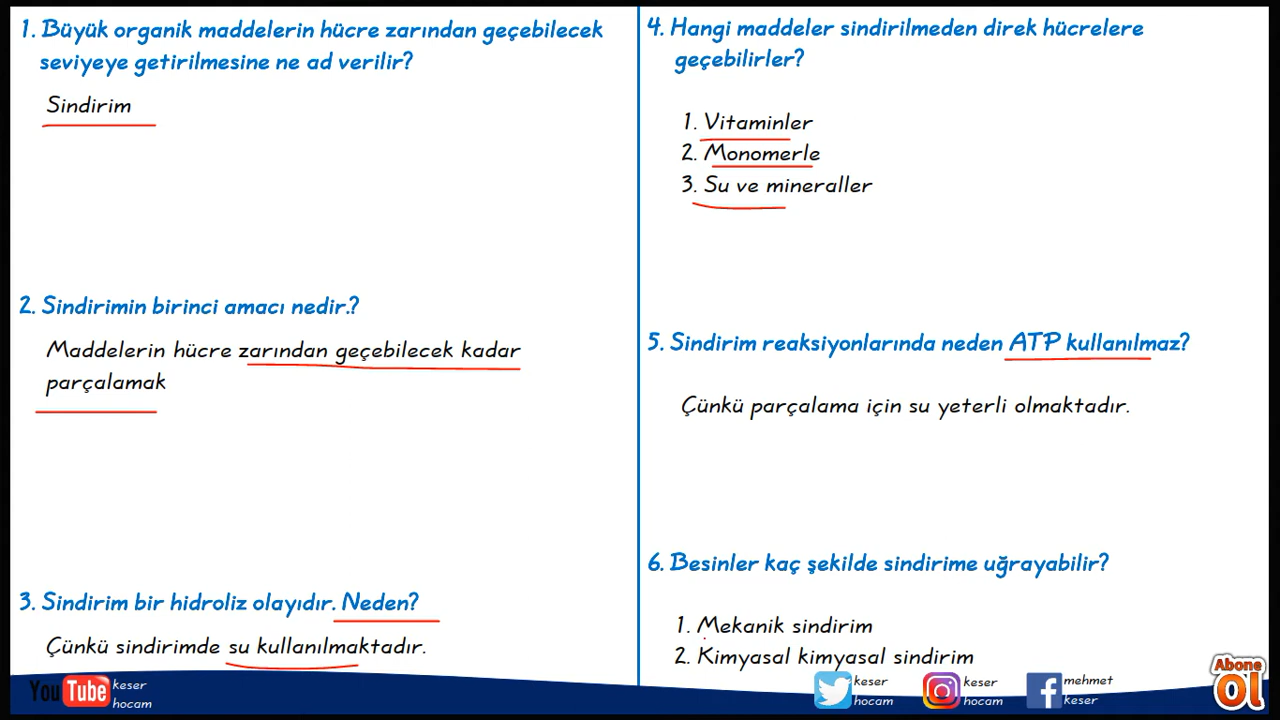 1. Büyük organik maddelerin hücre zarından geçebilecek
seviyeye getirilmesine ne ad verilir?
Sindirim
2. Sindirimin birinci amacı nedir.?
Maddelerin hücre zarından geçebilecek kadar
parçalamak
3. Sindirim bir hidroliz olayıdır. Neden?
Çünkü sindirimde su kullanılmaktadır.
4. Hangi maddeler sindirilmeden direk hücrelere
geçebilirler?
1. Vitaminler
2. Monomerle
3. Su ve mineraller
5. Sindirim reaksiyonlarında neden ATP kullanılmaz?
Çünkü parçalama için su yeterli olmaktadır.
6. Besinler kaç şekilde sindirime uğrayabilir?
1. Mekanik sindirim
2. Kimyasal kimyasal sindirim
YouTube
keser
hocam
keser
hocam
keser
hocam
mehmet
keser
Abone
OL